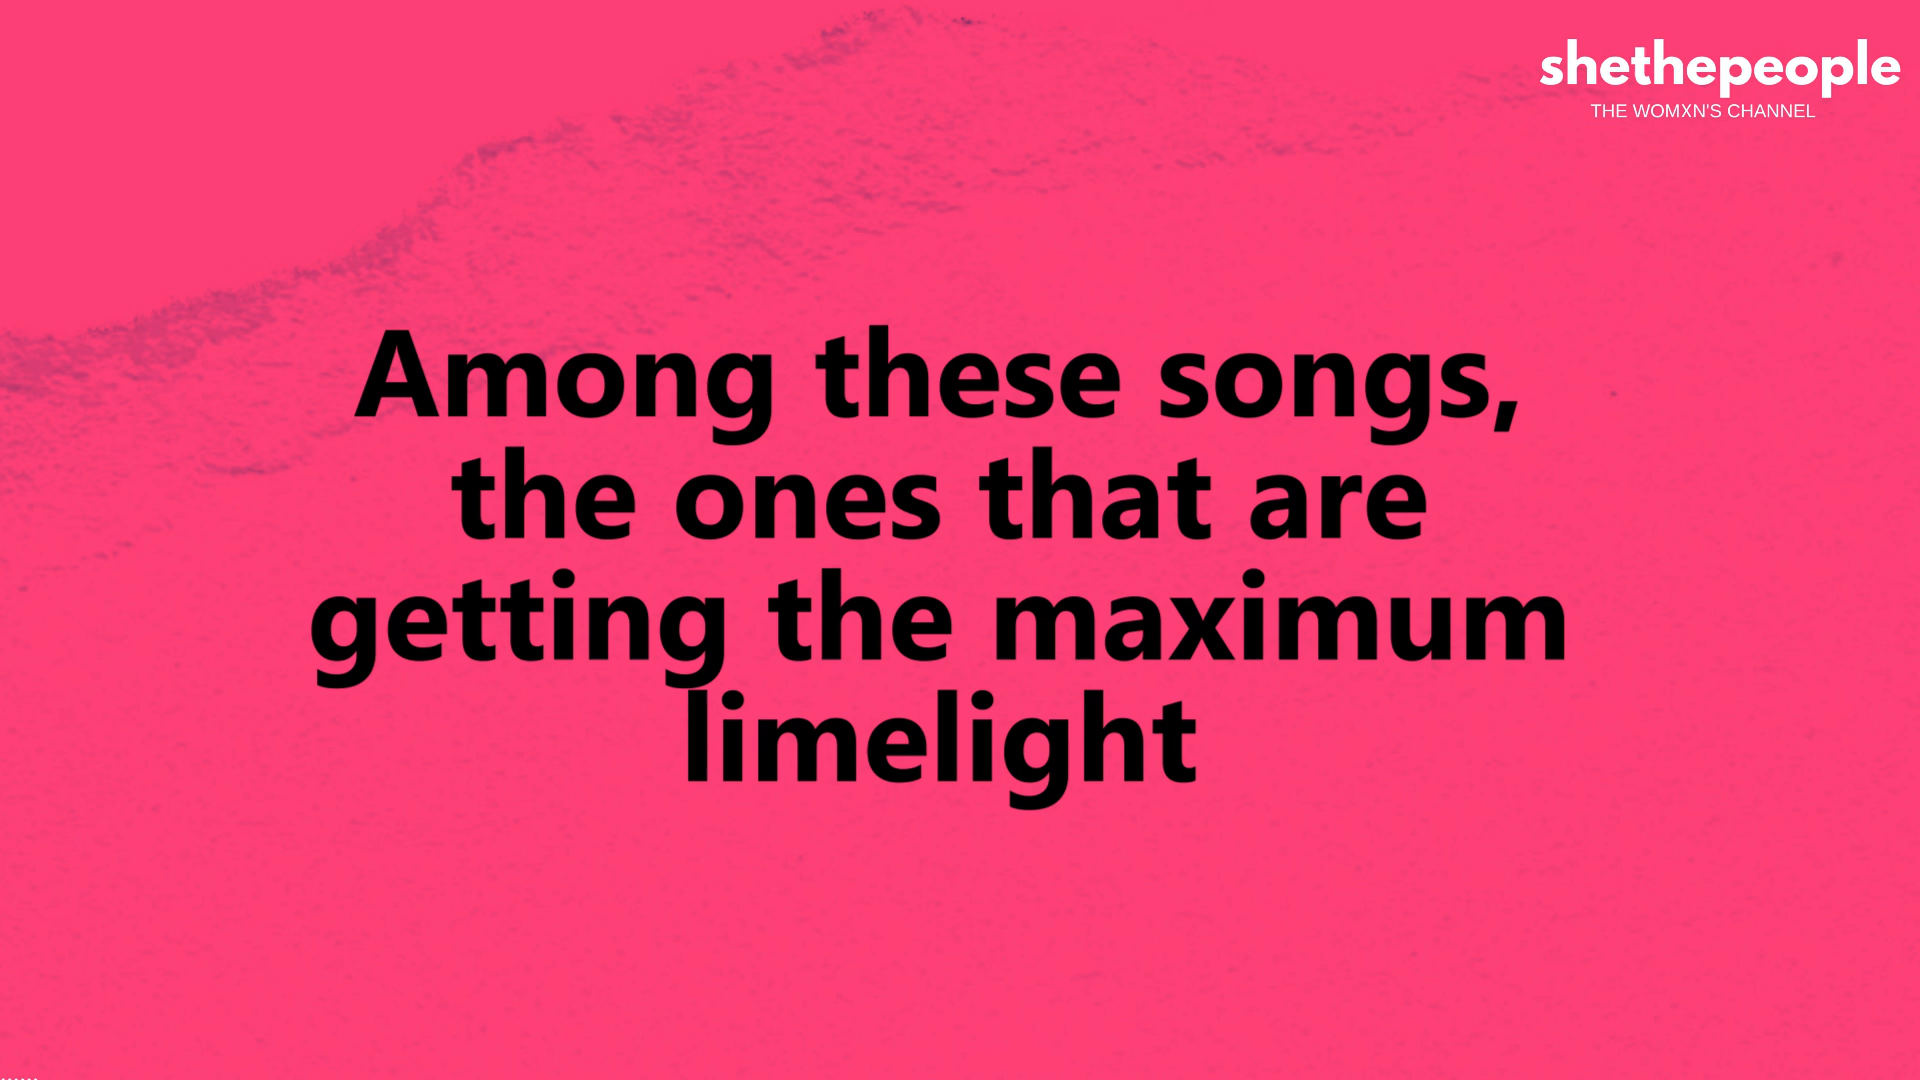 shethepeople
THE WOMXN'S CHANNEL
Among these songs,
the ones that are
getting the maximum
limelight